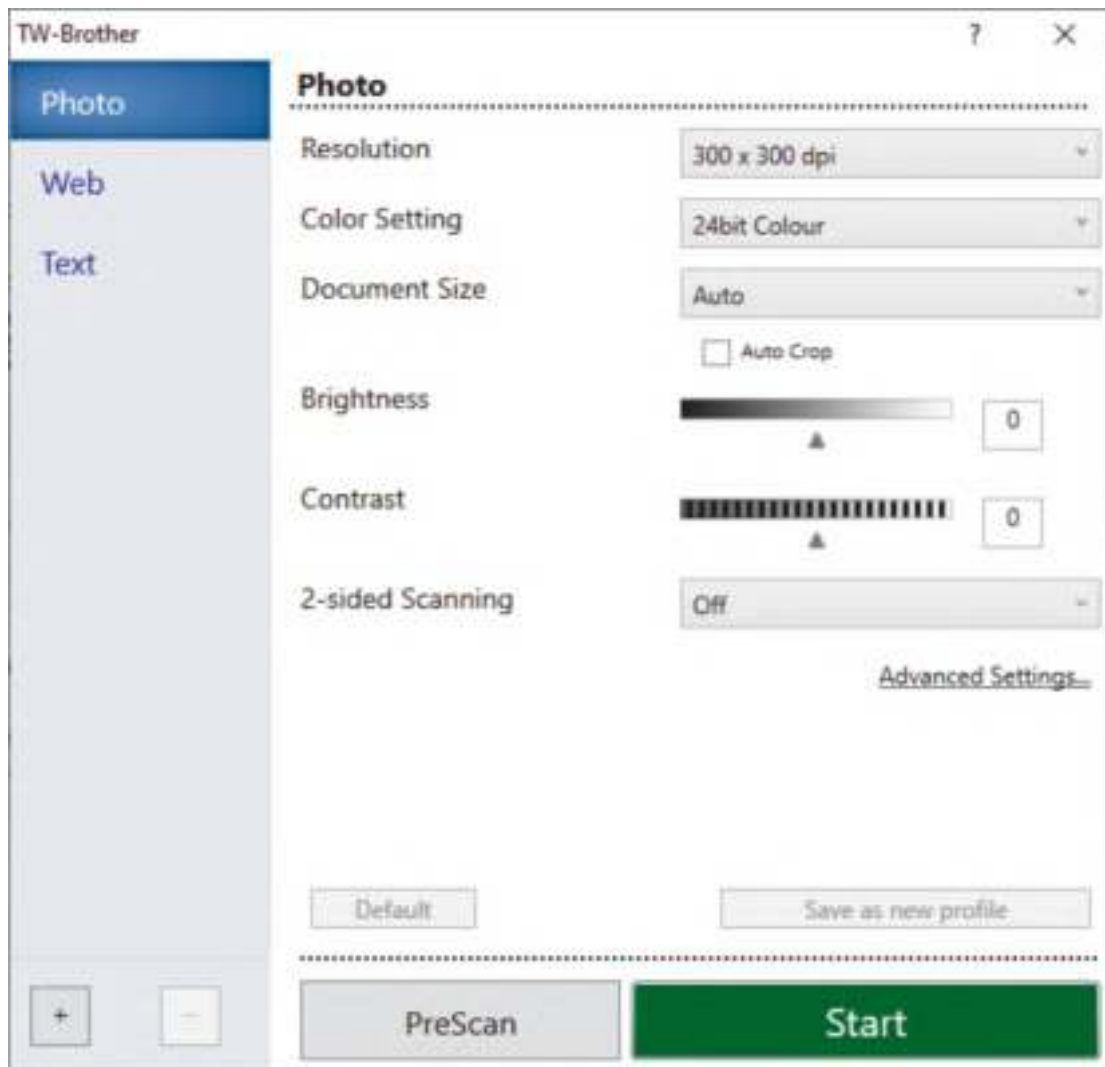 TW-Brother ? ×
Photo
Web
Text
Photo
Resolution 300 x 300 dpi
Color Setting 24bit Colour
Document Size Auto
Auto Crop
Brightness 0
Contrast 0
2-sided Scanning Off
Advanced Settings...
Default Save as new profile
+ - PreScan Start